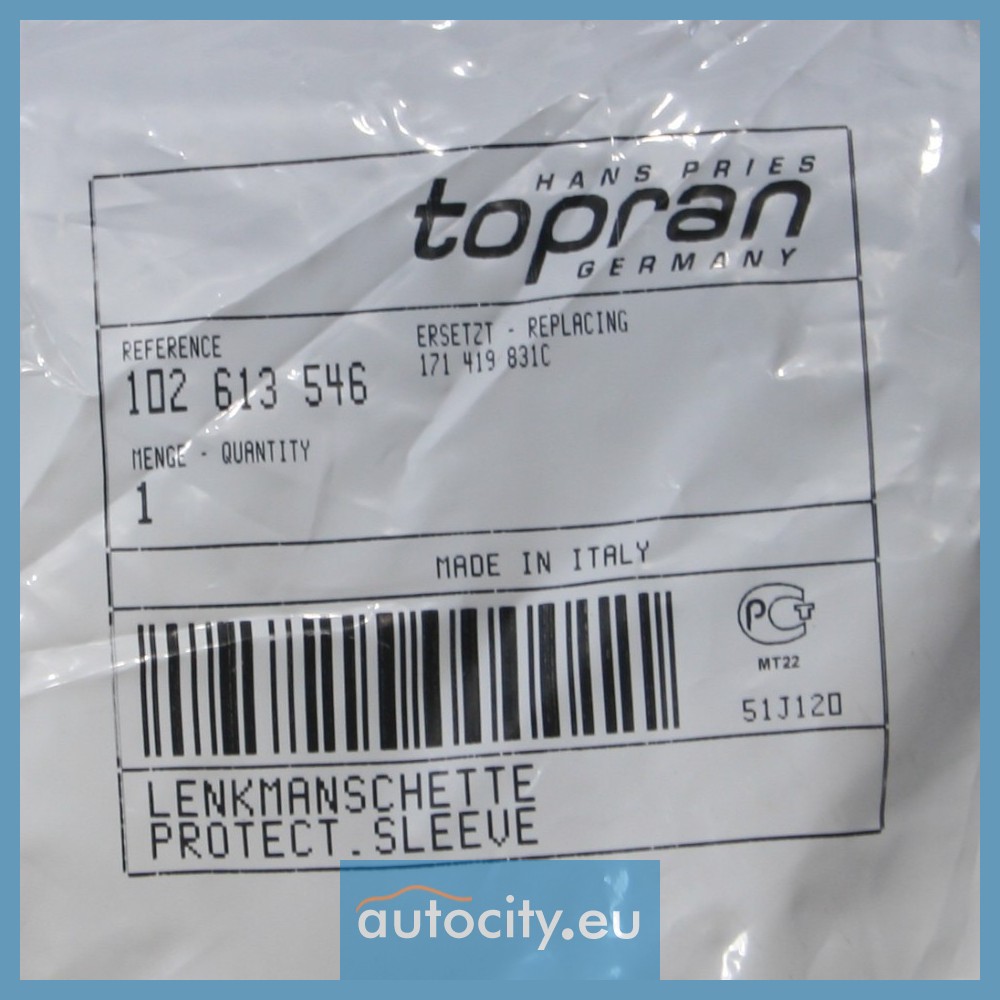 HANS PRIES
topran
GERMANY
REFERENCE
102 613 546
ERSETZT - REPLACING
171 419 831C
MENGE - QUANTITY
1
MADE IN ITALY
PCT
MT22
51J120
LENKMANSCHETTE
PROTECT.SLEEVE
autocity.eu